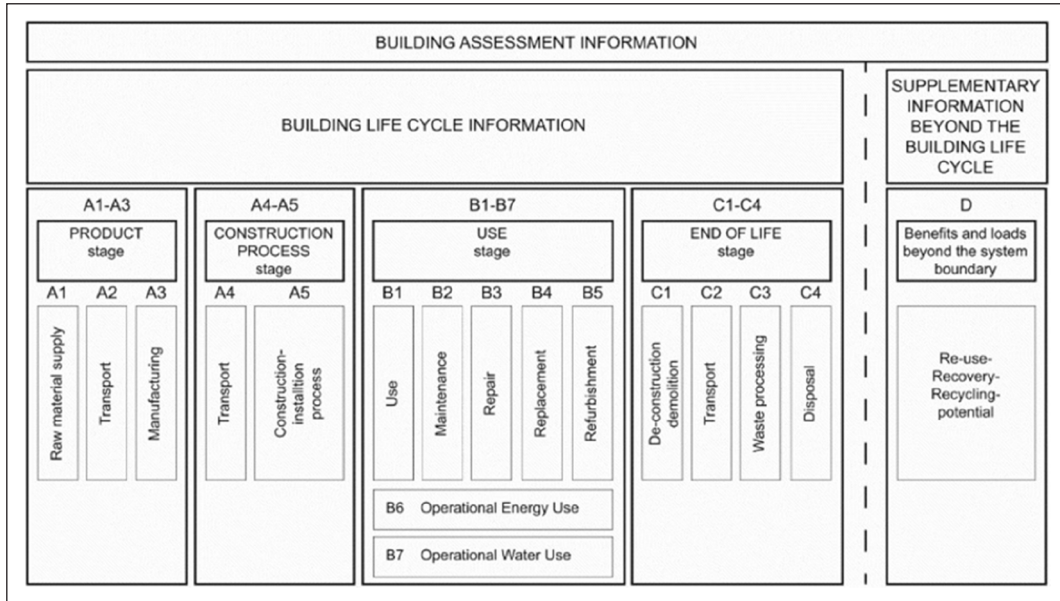 BUILDING ASSESSMENT INFORMATION
BUILDING LIFE CYCLE INFORMATION
SUPPLEMENTARY
INFORMATION
BEYOND THE
BUILDING LIFE
CYCLE
A1-A3
PRODUCT
stage
A1
A2
A3
Raw material supply
Transport
Manufacturing
A4-A5
CONSTRUCTION
PROCESS
stage
A4
A5
Transport
Construction-
installtion
process
B1-B7
USE
stage
B1
B2
B3
B4
B5
Use
Maintenance
Repair
Replacement
Refurbishment
B6 Operational Energy Use
B7 Operational Water Use
C1-C4
END OF LIFE
stage
C1
C2
C3
C4
De-construction
demolition
Transport
Waste processing
Disposal
D
Benefits and loads
beyond the system
boundary
Re-use-
Recovery-
Recycling-
potential